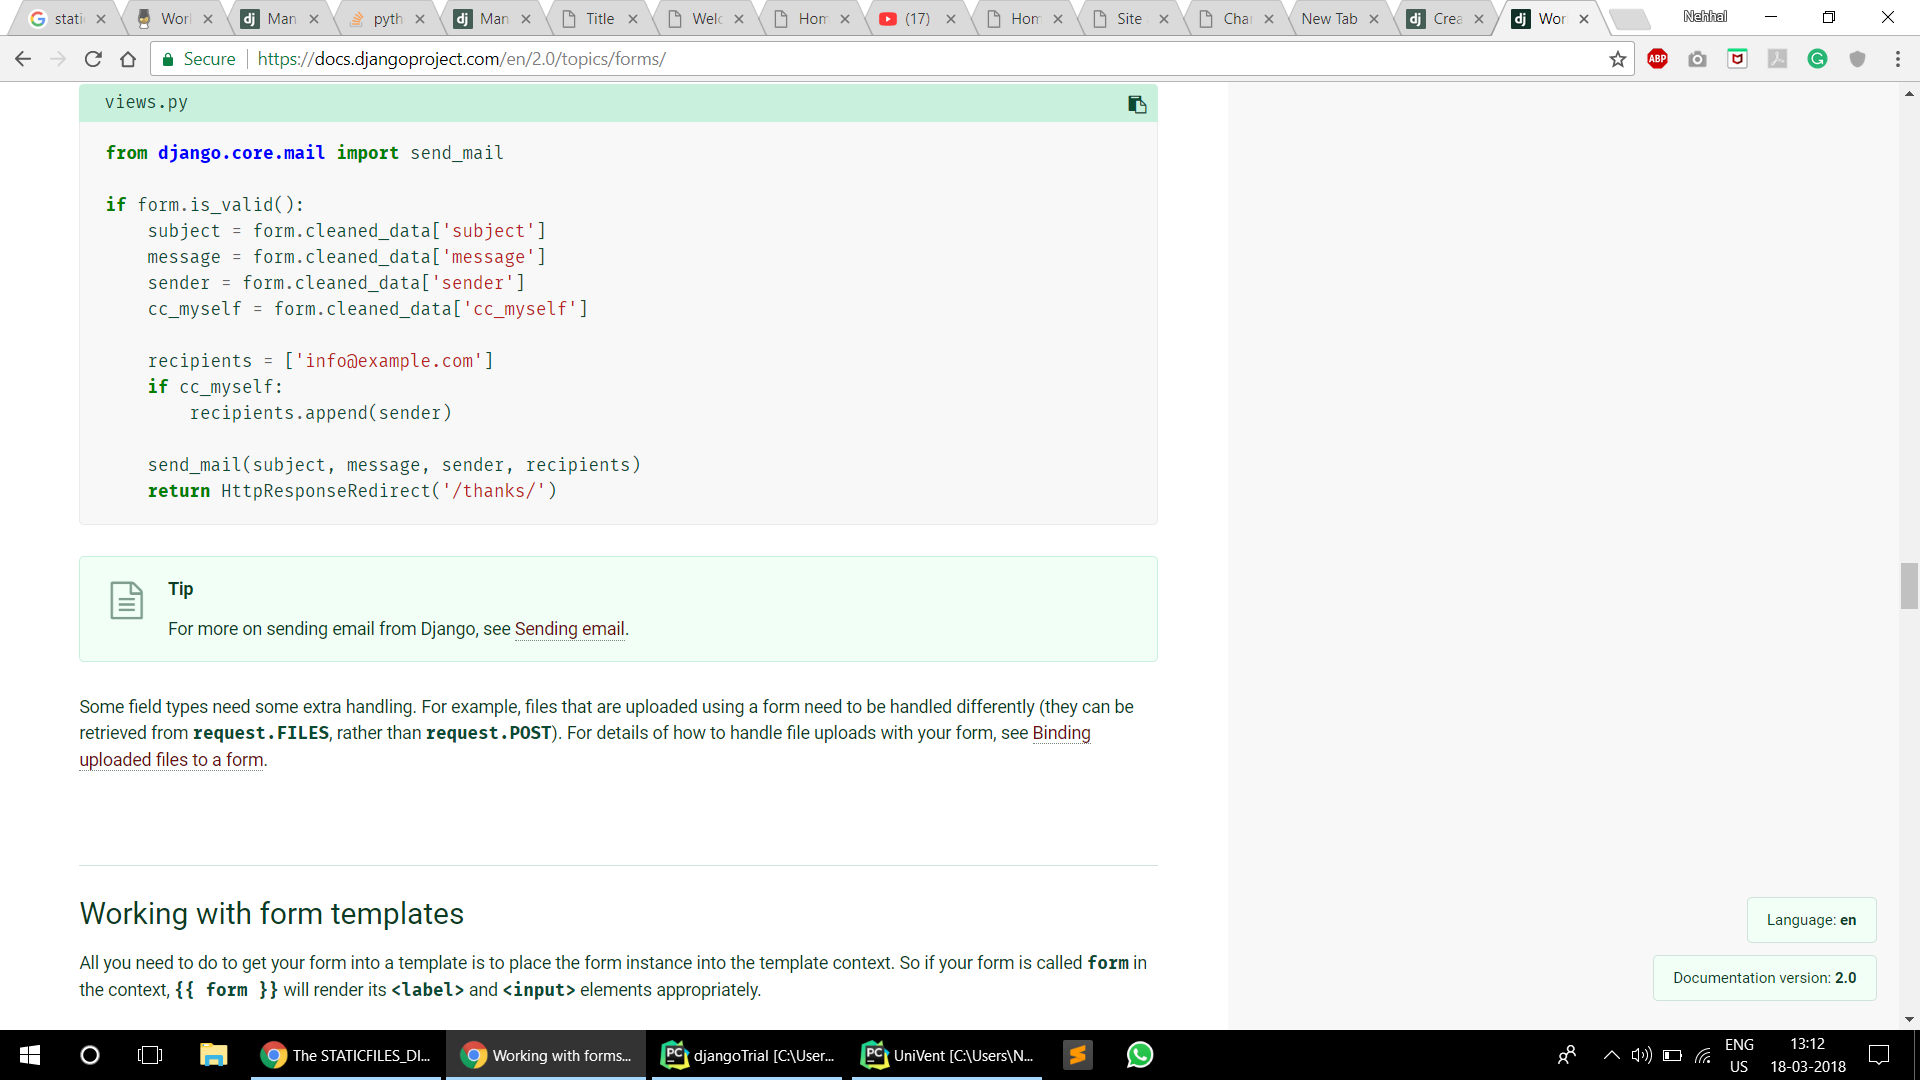 stati
Worl
Man
pyth
Man
Title
Welc
Hom
(17)
Hom
Site
Char
New Tab
Crea
Wor
Nehhal
Secure
https://docs.djangoproject.com/en/2.0/topics/forms/
ABP
views.py
from django.core.mail import send_mail
if form.is_valid():
    subject = form.cleaned_data['subject']
    message = form.cleaned_data['message']
    sender = form.cleaned_data['sender']
    cc_myself = form.cleaned_data['cc_myself']
    recipients = ['info@example.com']
    if cc_myself:
        recipients.append(sender)
    send_mail(subject, message, sender, recipients)
    return HttpResponseRedirect('/thanks/')
Tip
For more on sending email from Django, see Sending email.
Some field types need some extra handling. For example, files that are uploaded using a form need to be handled differently (they can be
retrieved from request.FILES, rather than request.POST). For details of how to handle file uploads with your form, see Binding
uploaded files to a form.
Working with form templates
All you need to do to get your form into a template is to place the form instance into the template context. So if your form is called form in
the context, {{ form }} will render its <label> and <input> elements appropriately.
Language: en
Documentation version: 2.0
The STATICFILES_DI...
Working with forms...
djangoTrial [C:\User...
UniVent [C:\Users\N...
ENG
US
13:12
18-03-2018